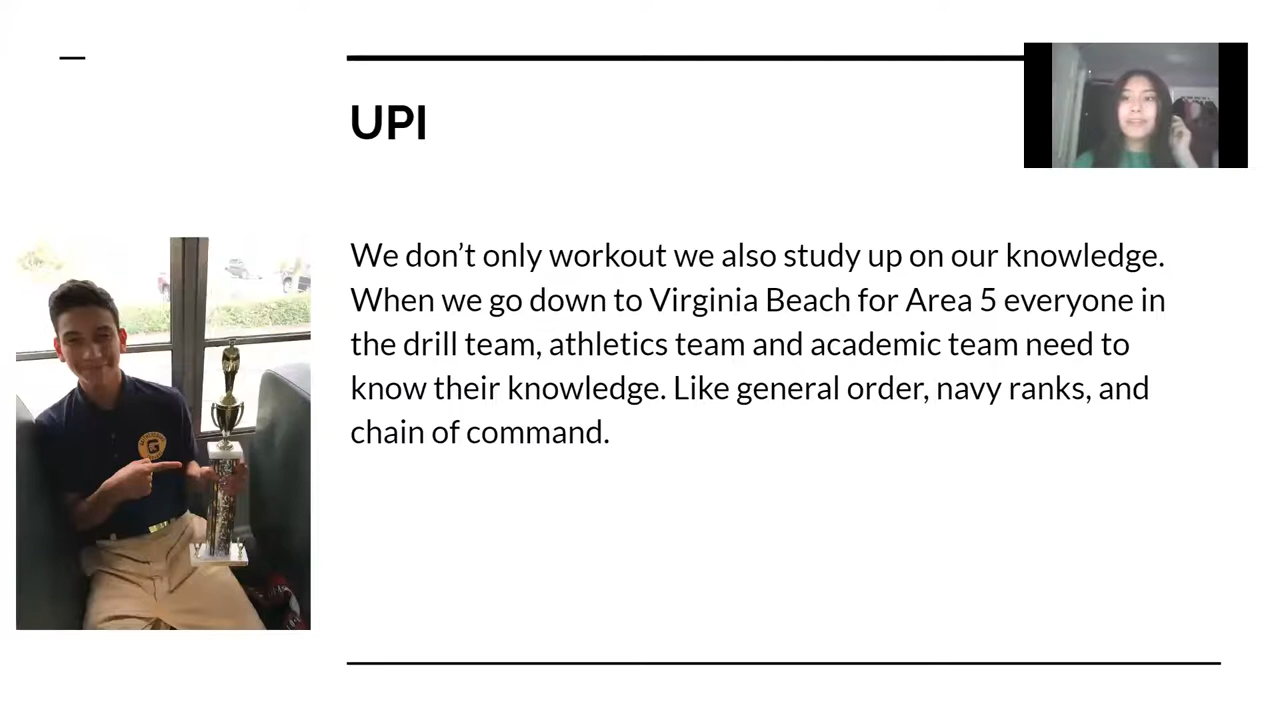 UPI
We don’t only workout we also study up on our knowledge.
When we go down to Virginia Beach for Area 5 everyone in
the drill team, athletics team and academic team need to
know their knowledge. Like general order, navy ranks, and
chain of command.